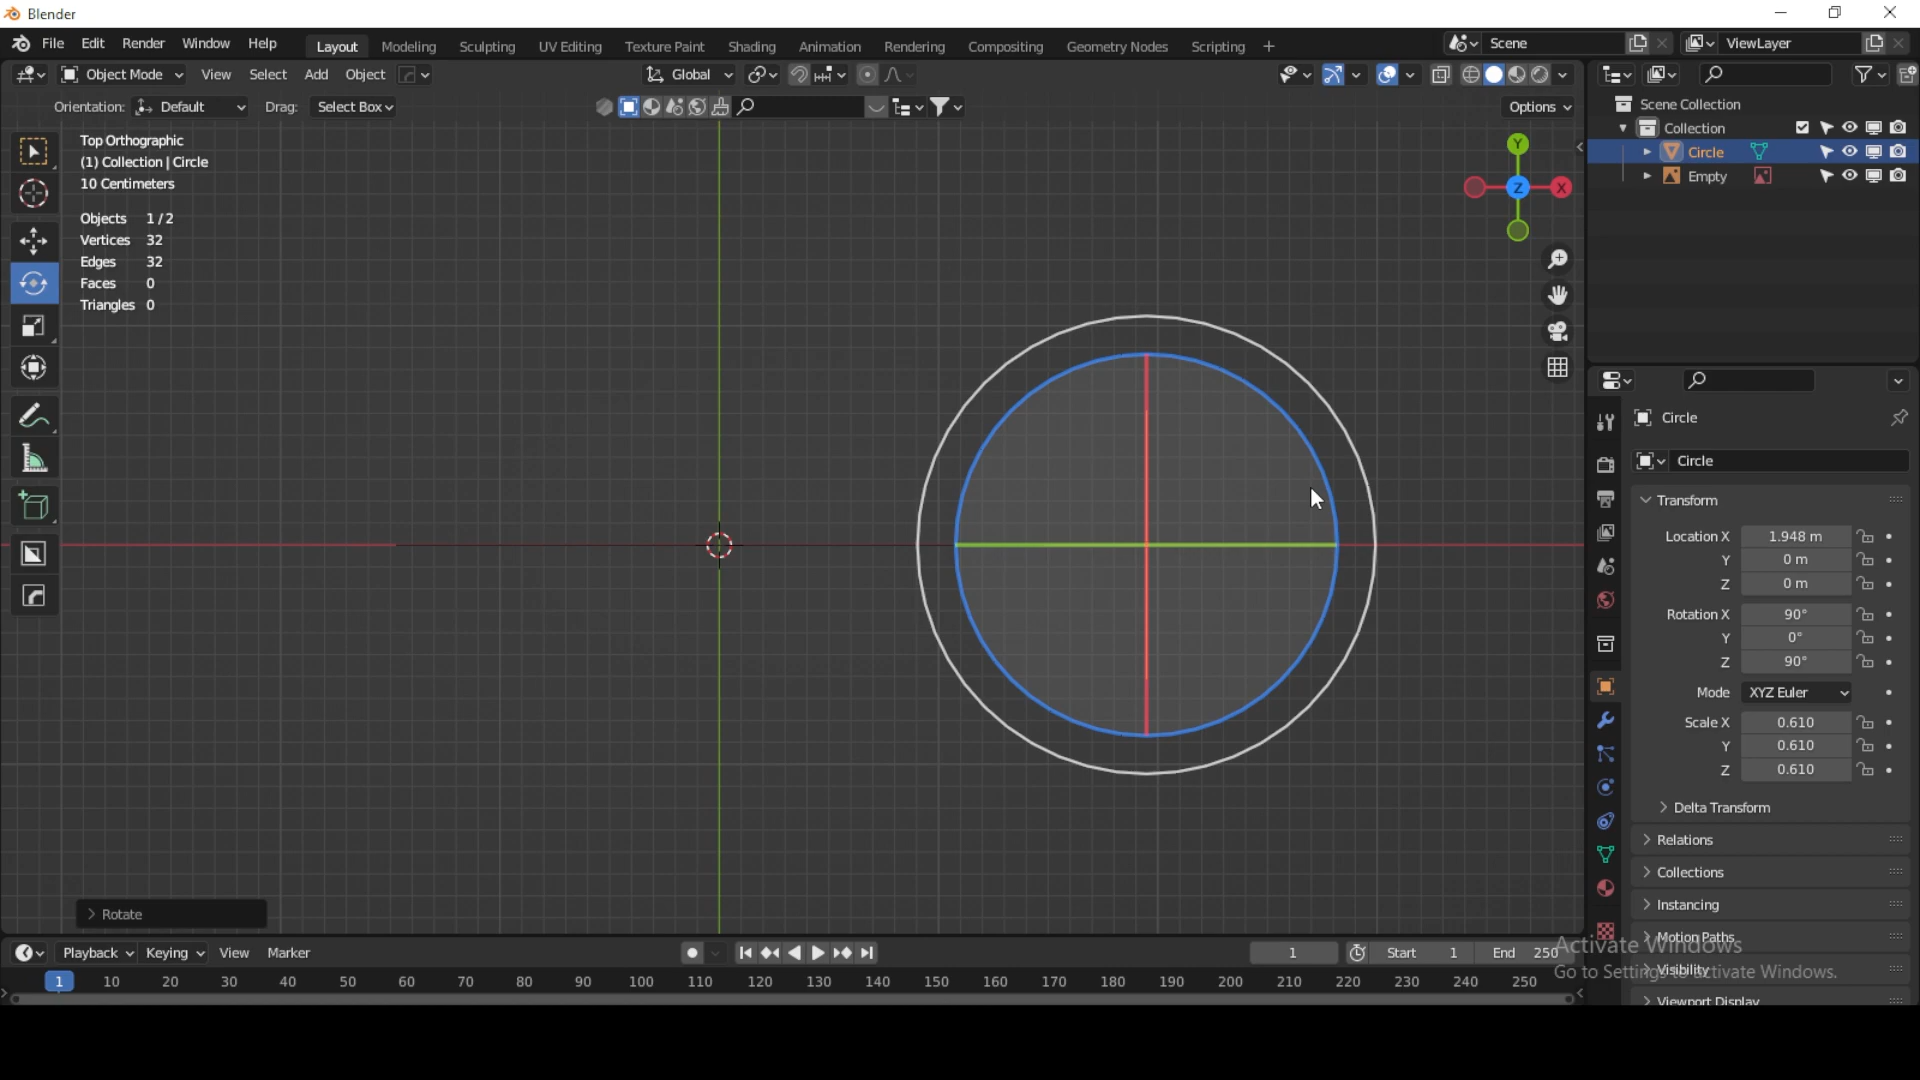 Blender
File Edit Render Window Help Layout Modeling Sculpting UV Editing Texture Paint Shading Animation Rendering Compositing Geometry Nodes Scripting + Scene ViewLayer
Object Mode View Select Add Object Global
Orientation: Default Drag: Select Box Options
Top Orthographic
(1) Collection | Circle
10 Centimeters
Objects 1/2
Vertices 32
Edges 32
Faces 0
Triangles 0
Y
Z X
Scene Collection
Collection
Circle
Empty
Circle
Circle
Transform
Location X 1.948 m
Y 0 m
Z 0 m
Rotation X 90°
Y 0°
Z 90°
Mode XYZ Euler
Scale X 0.610
Y 0.610
Z 0.610
Delta Transform
Relations
Collections
Instancing
Motion Paths
Visibility
Viewport Display
Rotate
Playback Keying View Marker 1 Start 1 End 250
1 10 20 30 40 50 60 70 80 90 100 110 120 130 140 150 160 170 180 190 200 210 220 230 240 250
Activate Windows
Go to Settings to activate Windows.